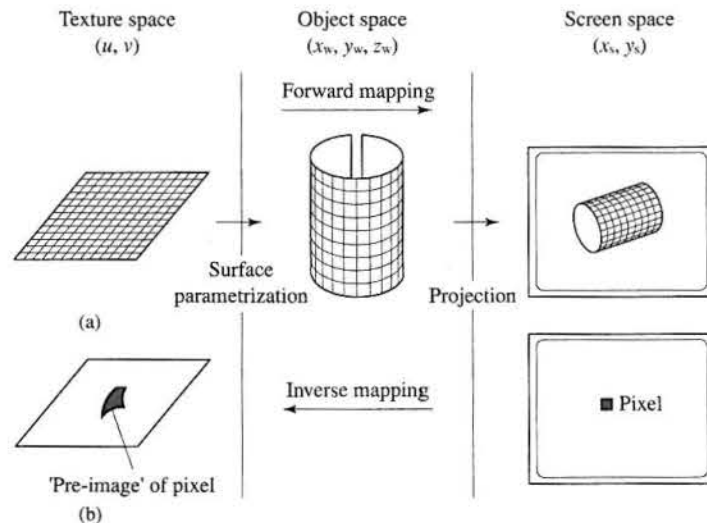 Texture space
(u, v)
Object space
(xw, yw, zw)
Screen space
(xs, ys)
Forward mapping
Surface
parametrization
Projection
(a)
Inverse mapping
Pixel
'Pre-image' of pixel
(b)